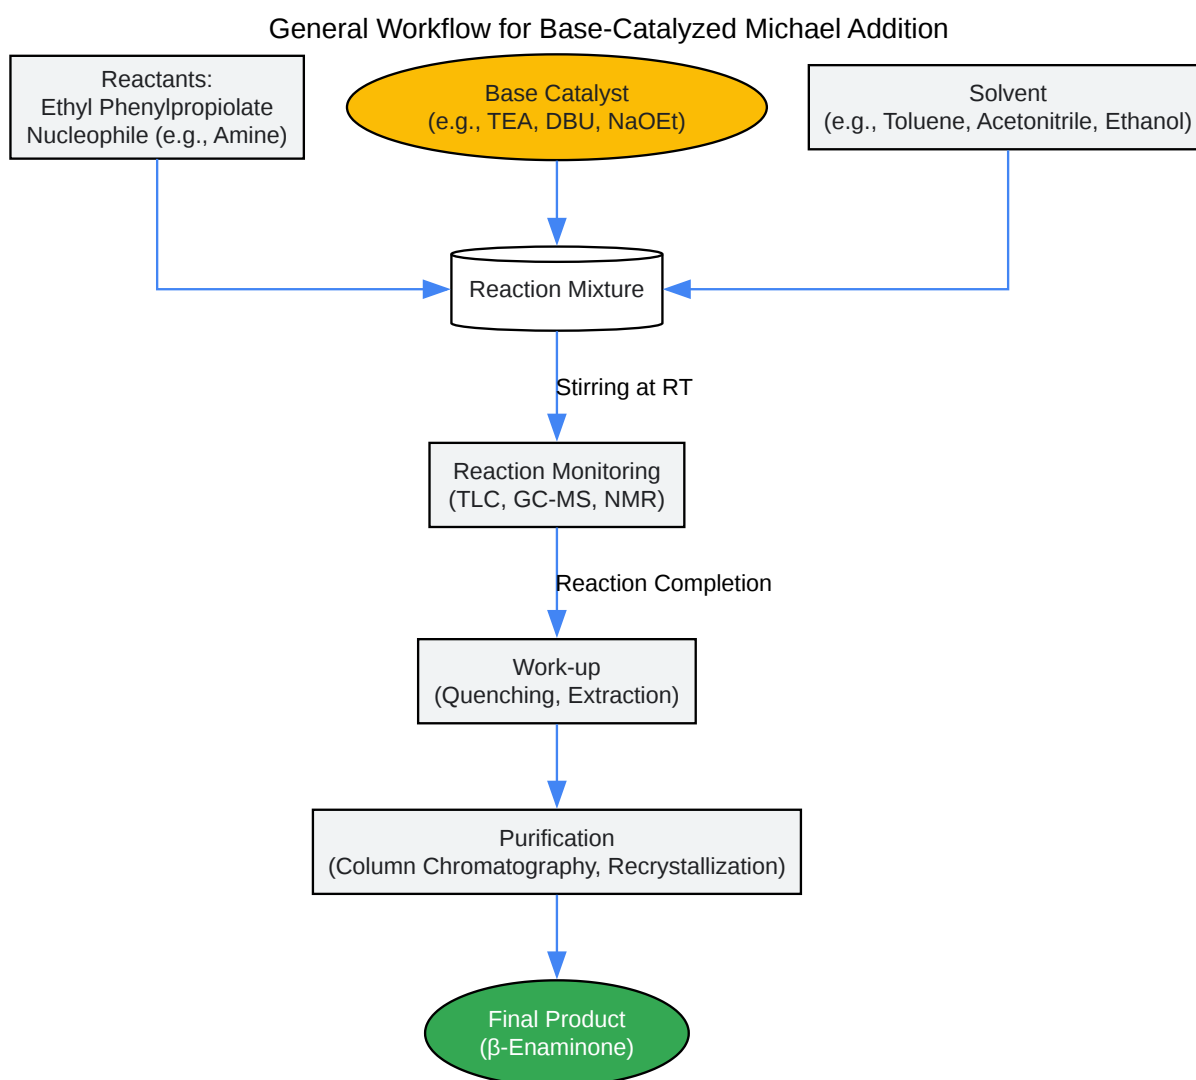 General Workflow for Base-Catalyzed Michael Addition
Reactants:
Ethyl Phenylpropiolate
Nucleophile (e.g., Amine)
Base Catalyst
(e.g., TEA, DBU, NaOEt)
Solvent
(e.g., Toluene, Acetonitrile, Ethanol)
Reaction Mixture
Stirring at RT
Reaction Monitoring
(TLC, GC-MS, NMR)
Reaction Completion
Work-up
(Quenching, Extraction)
Purification
(Column Chromatography, Recrystallization)
Final Product
(β-Enaminone)